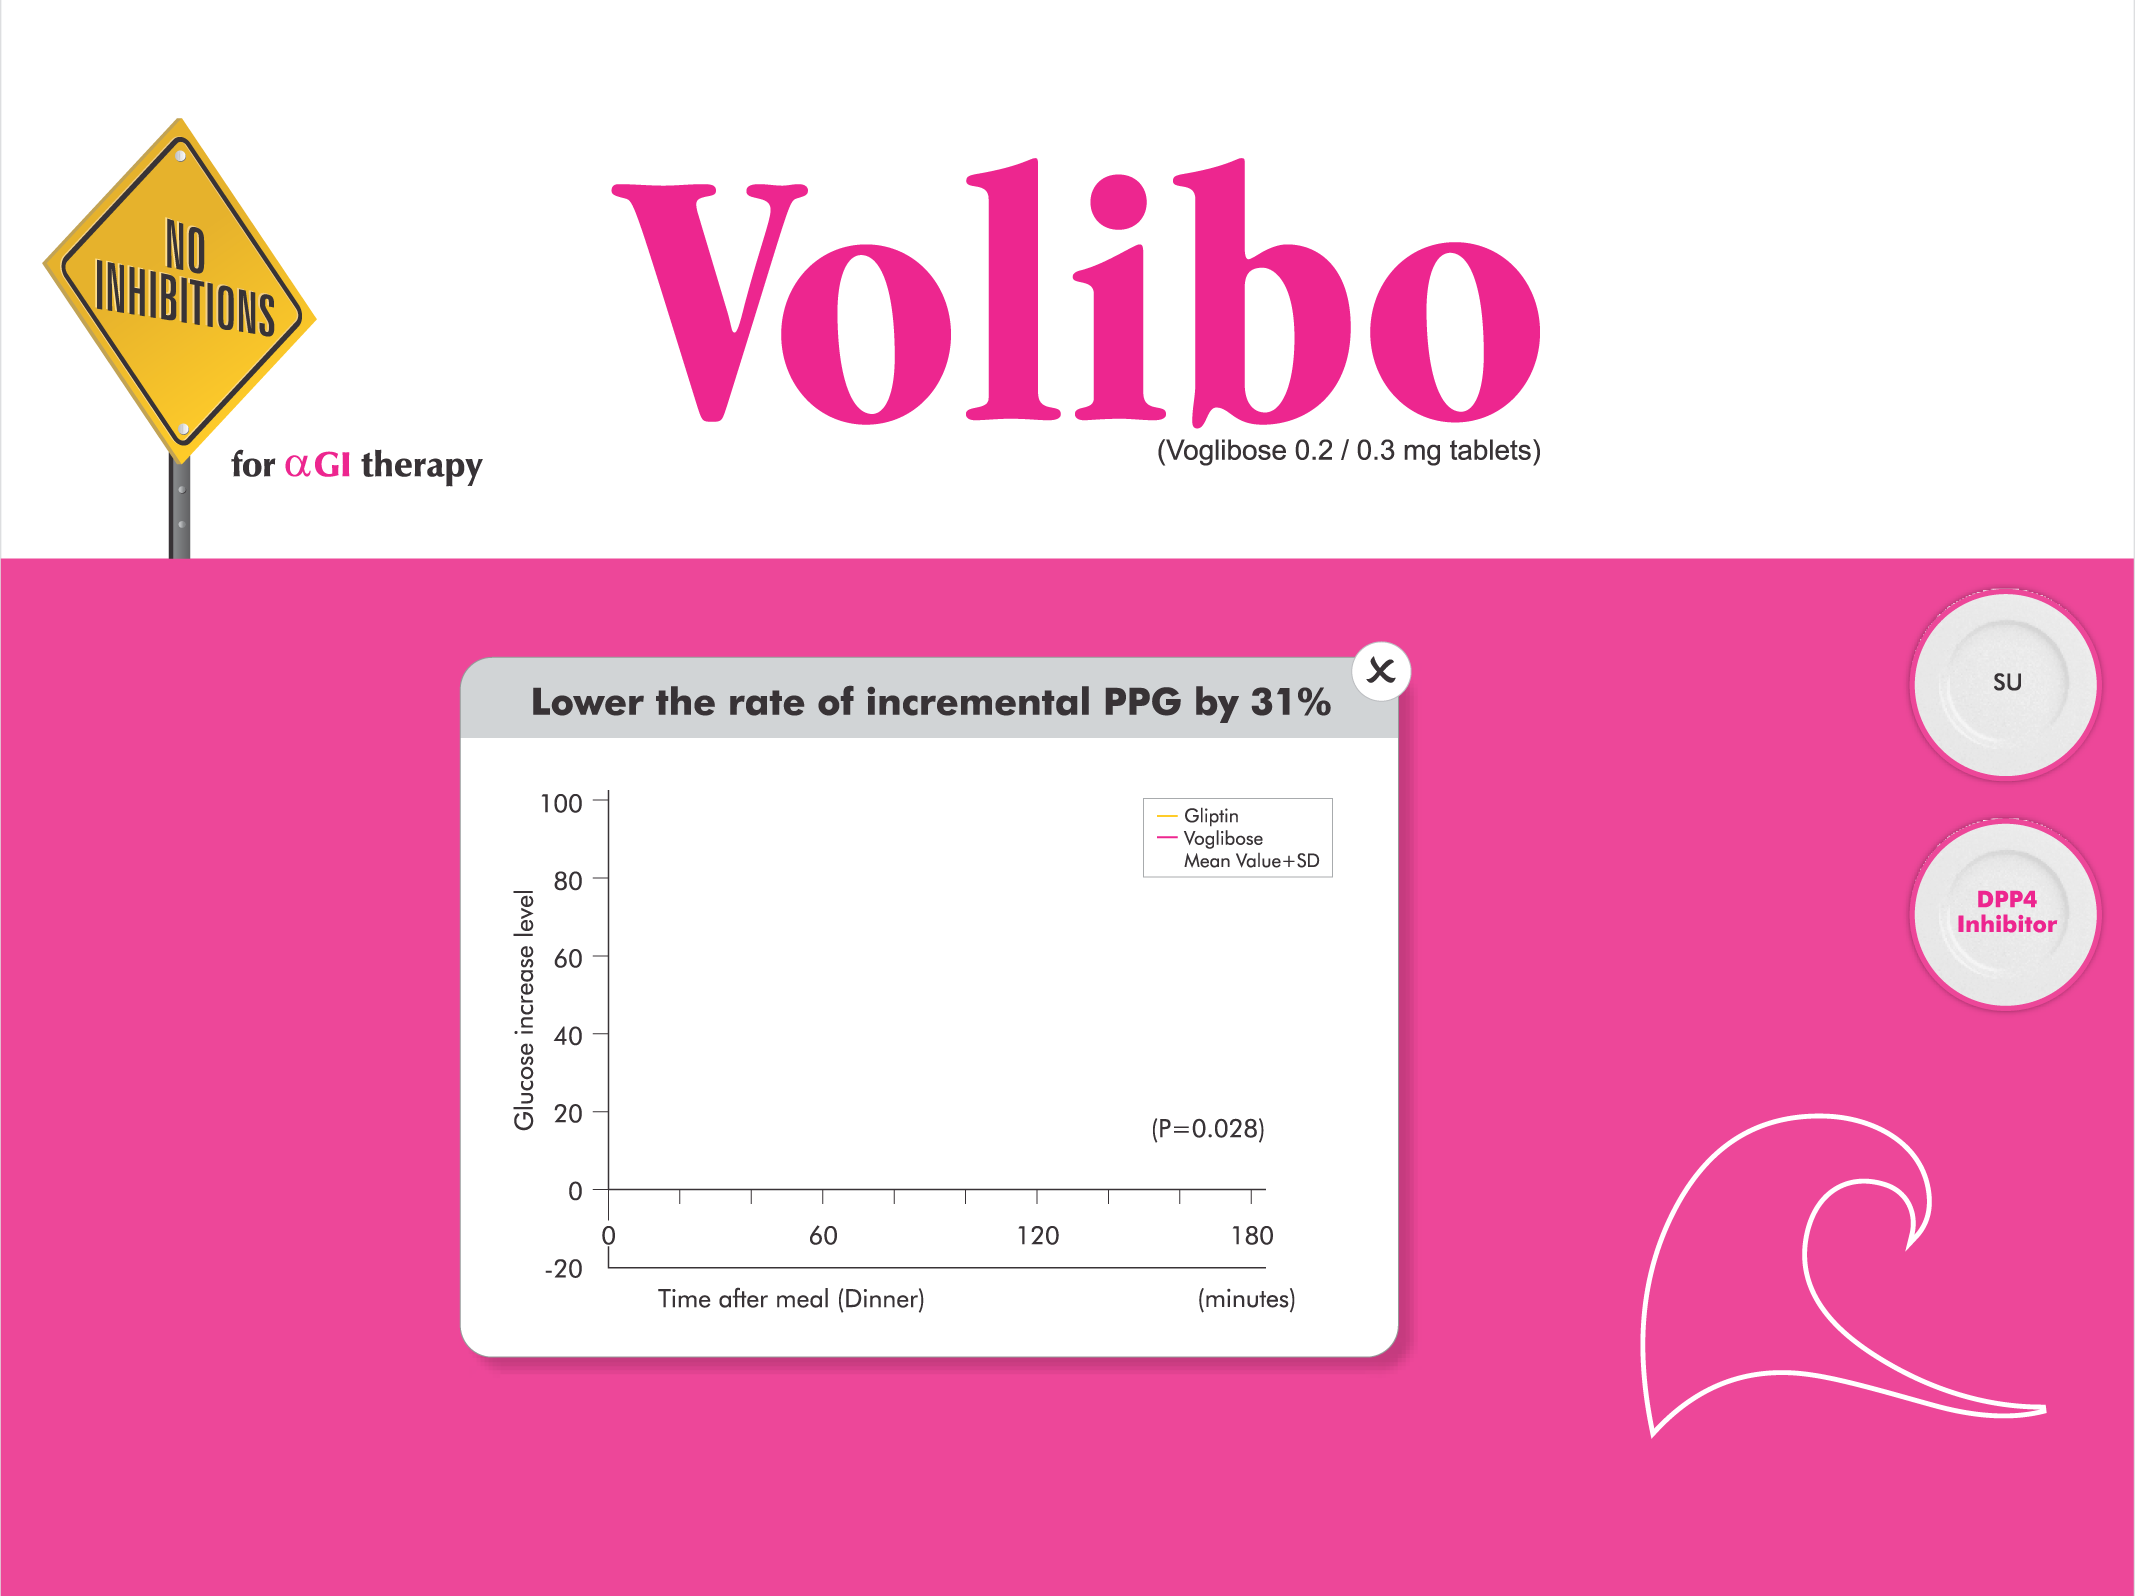 NO
INHIBITIONS
for αGI therapy
Volibo
(Voglibose 0.2 / 0.3 mg tablets)
SU
DPP4
Inhibitor
Lower the rate of incremental PPG by 31%
x
Gliptin
Voglibose
Mean Value+SD
Glucose increase level
100
80
60
40
20
0
-20
(P=0.028)
0 60 120 180
Time after meal (Dinner) (minutes)